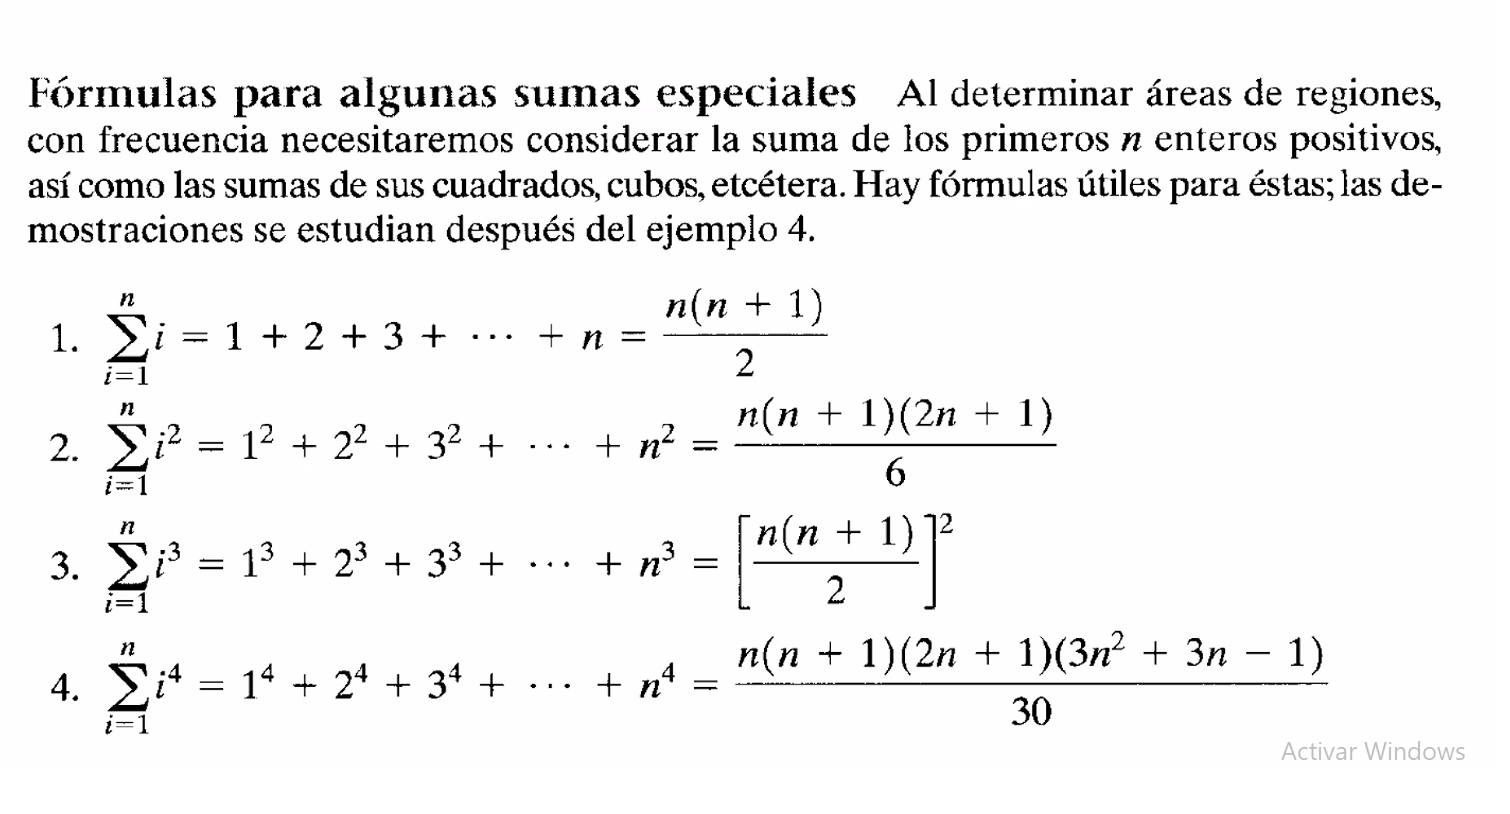 Fórmulas para algunas sumas especiales Al determinar áreas de regiones,
con frecuencia necesitaremos considerar la suma de los primeros n enteros positivos,
así como las sumas de sus cuadrados, cubos, etcétera. Hay fórmulas útiles para éstas; las de-
mostraciones se estudian después del ejemplo 4.
1. \sum_{i=1}^{n} i = 1 + 2 + 3 + ··· + n = \frac{n(n + 1)}{2}
2. \sum_{i=1}^{n} i^2 = 1^2 + 2^2 + 3^2 + ··· + n^2 = \frac{n(n + 1)(2n + 1)}{6}
3. \sum_{i=1}^{n} i^3 = 1^3 + 2^3 + 3^3 + ··· + n^3 = \left[\frac{n(n + 1)}{2}\right]^2
4. \sum_{i=1}^{n} i^4 = 1^4 + 2^4 + 3^4 + ··· + n^4 = \frac{n(n + 1)(2n + 1)(3n^2 + 3n − 1)}{30}
Activar Windows